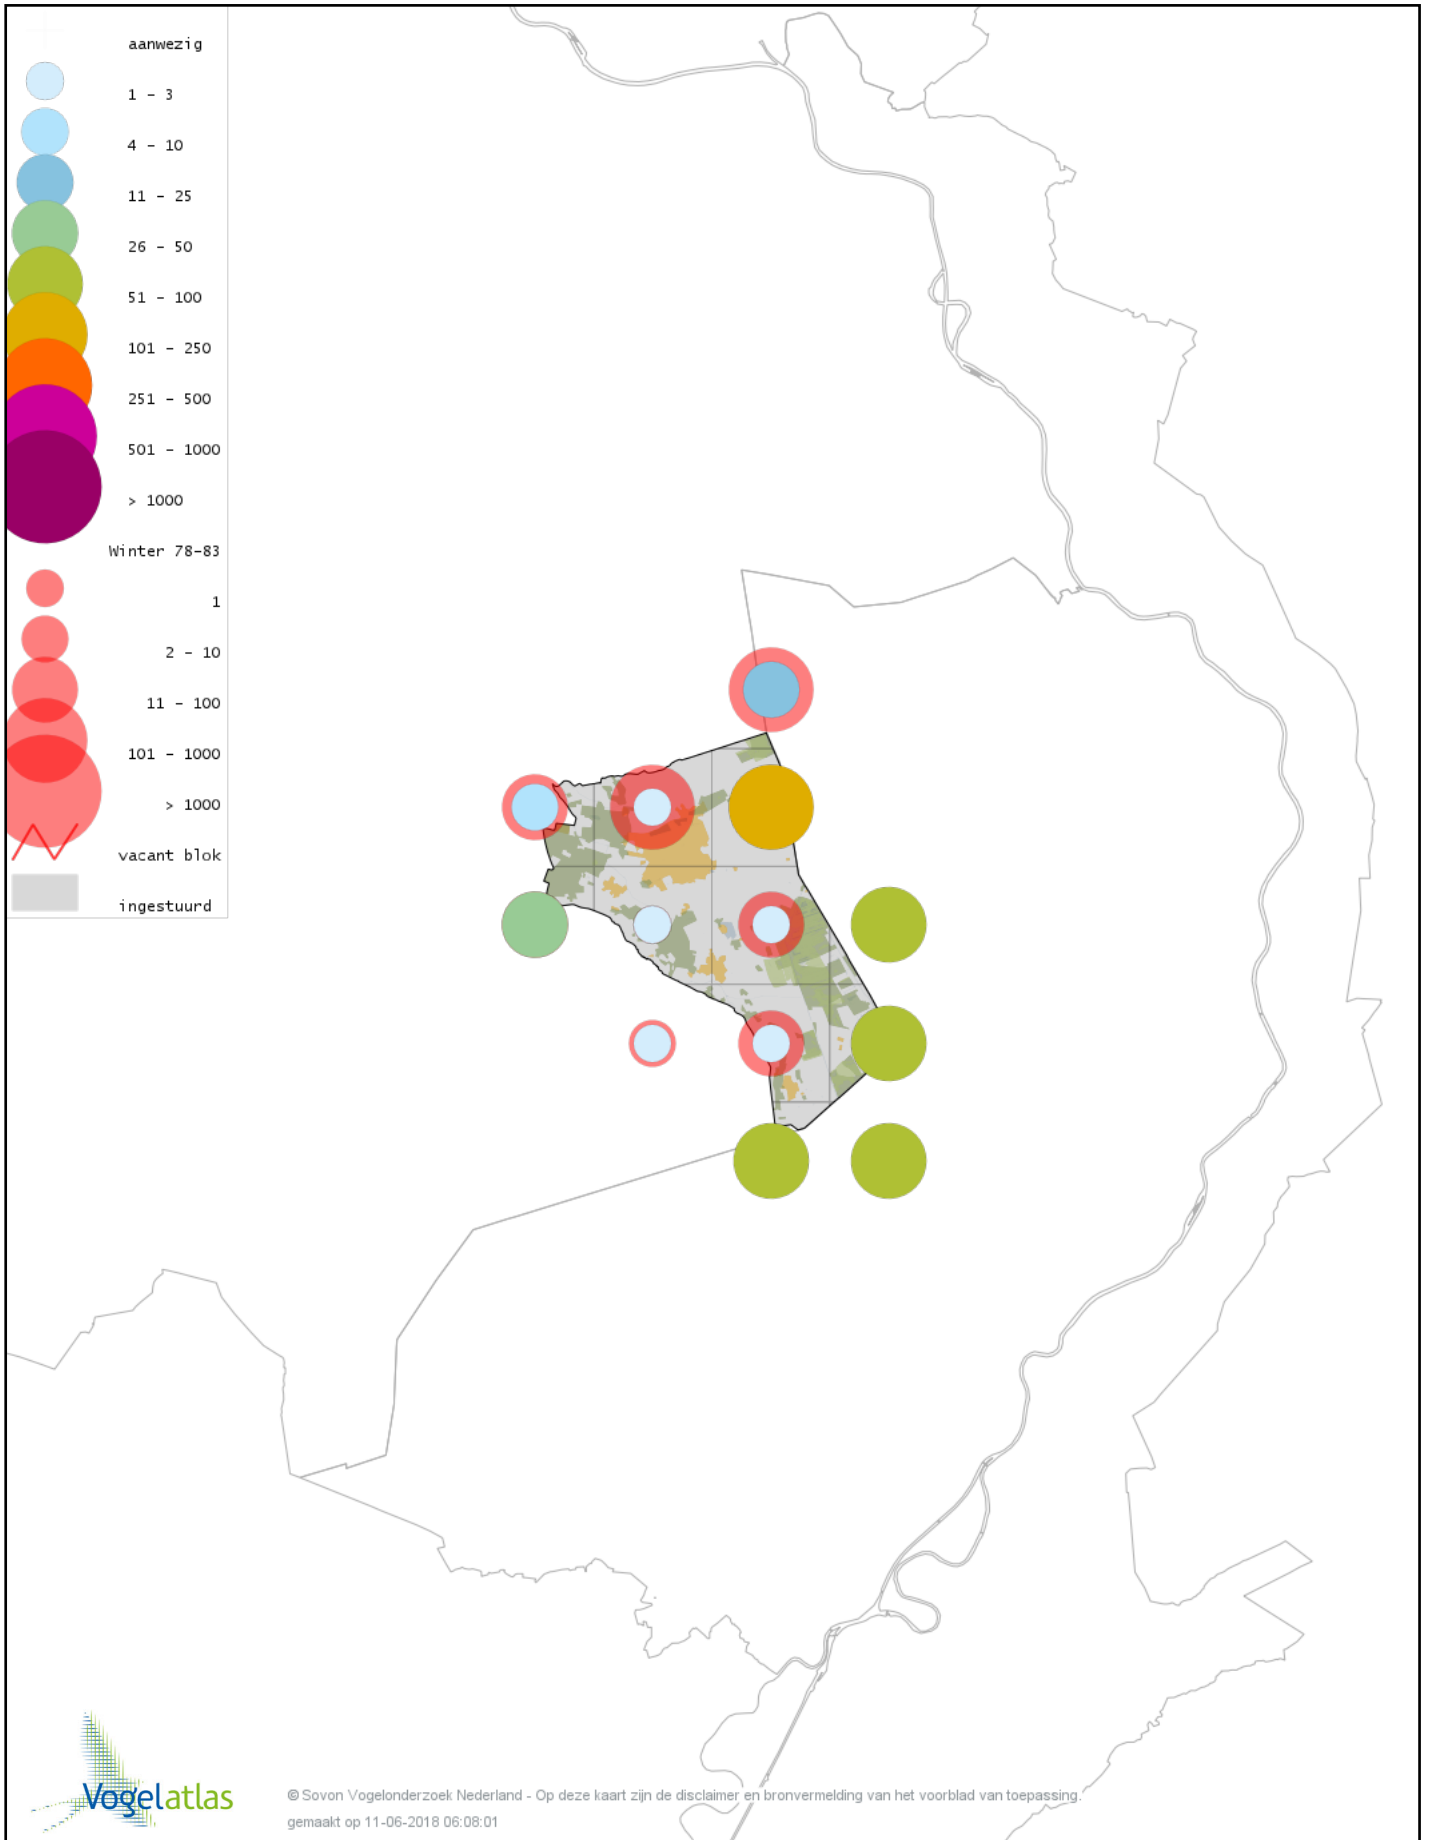 aanwezig
1 - 3
4 - 10
11 - 25
26 - 50
51 - 100
101 - 250
251 - 500
501 - 1000
> 1000
Winter 78-83
1
2 - 10
11 - 100
101 - 1000
> 1000
vacant blok
ingestuurd
Vogelatlas
© Sovon Vogelonderzoek Nederland - Op deze kaart zijn de disclaimer en bronvermelding van het voorblad van toepassing.
gemaakt op 11-06-2018 06:08:01